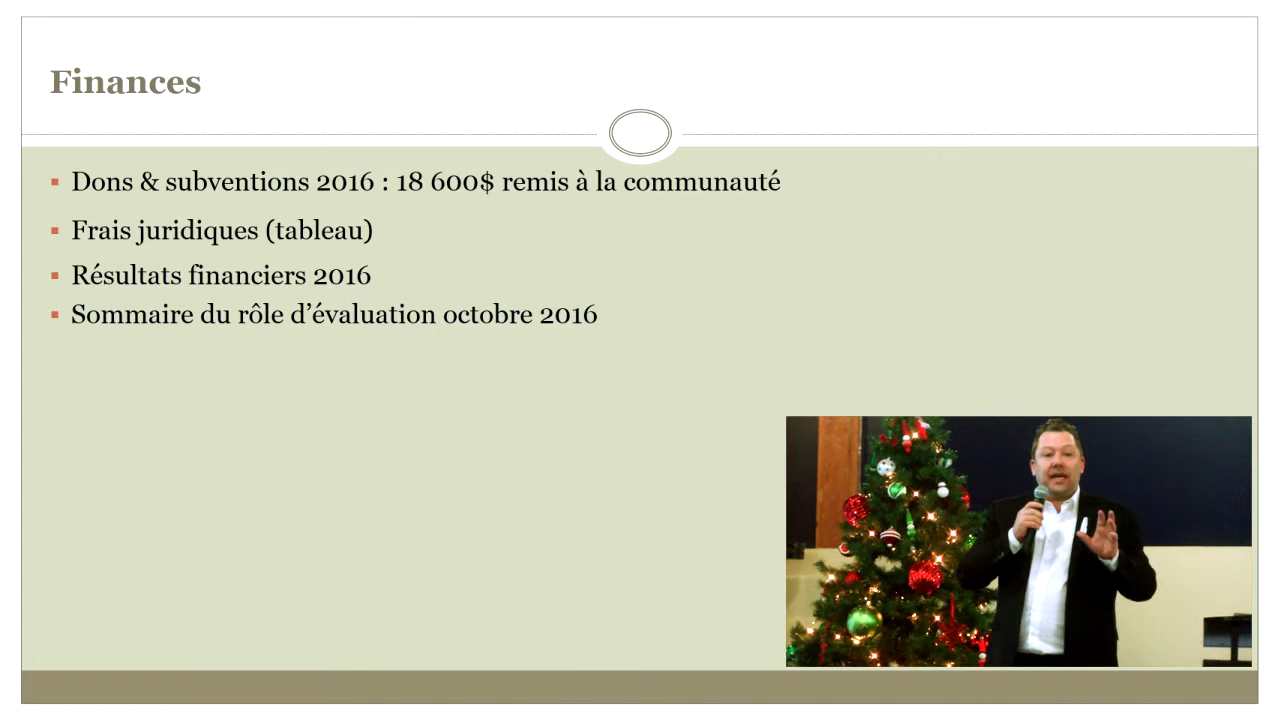 Finances
Dons & subventions 2016 : 18 600$ remis à la communauté
Frais juridiques (tableau)
Résultats financiers 2016
Sommaire du rôle d’évaluation octobre 2016